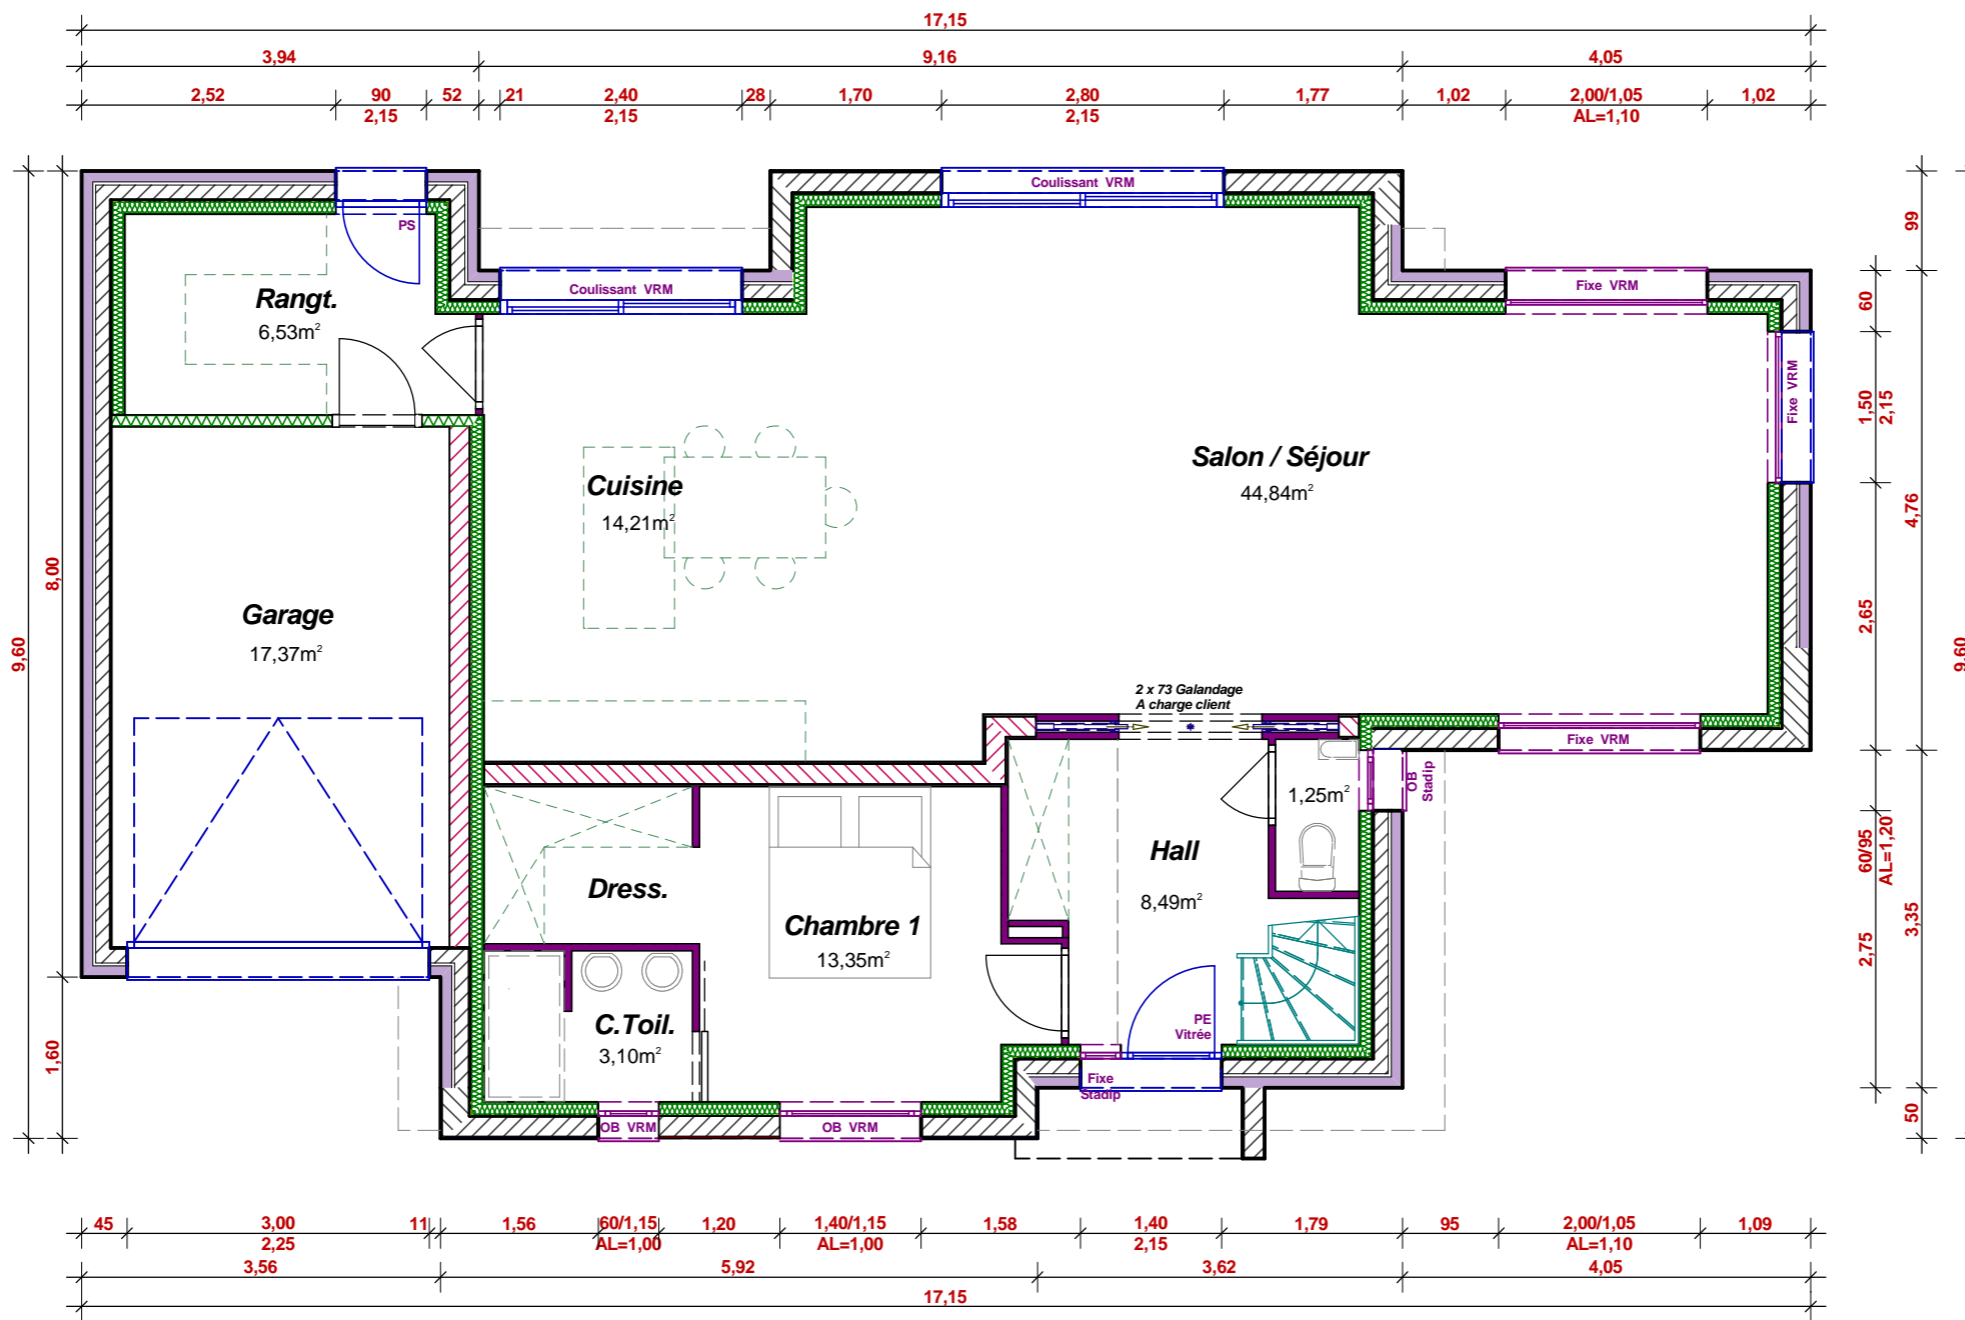 17,15
3,94 9,16 4,05
2,52 90 52 21 2,40 28 1,70 2,80 1,77 1,02 2,00/1,05 1,02
2,15 2,15 2,15 AL=1,10
Coulissant VRM
PS
Coulissant VRM
Fixe VRM
Rangt.
6,53m²
Fixe VRM
99
60
1,50
2,15
4,76
2,65
9,60
8,00
9,60
1,60
Cuisine
14,21m²
Salon / Séjour
44,84m²
Garage
17,37m²
2 x 73 Galandage
A charge client
Fixe VRM
OB
Stadip
1,25m²
60/95
AL=1,20
Hall
8,49m²
Dress.
Chambre 1
13,35m²
3,35
2,75
C.Toil.
3,10m²
PE
Vitrée
Fixe
Stadip
50
OB VRM
OB VRM
45 3,00 11 1,56 60/1,15 1,20 1,40/1,15 1,58 1,40 1,79 95 2,00/1,05 1,09
2,25 AL=1,00 AL=1,00 2,15 AL=1,10
3,56 5,92 3,62 4,05
17,15